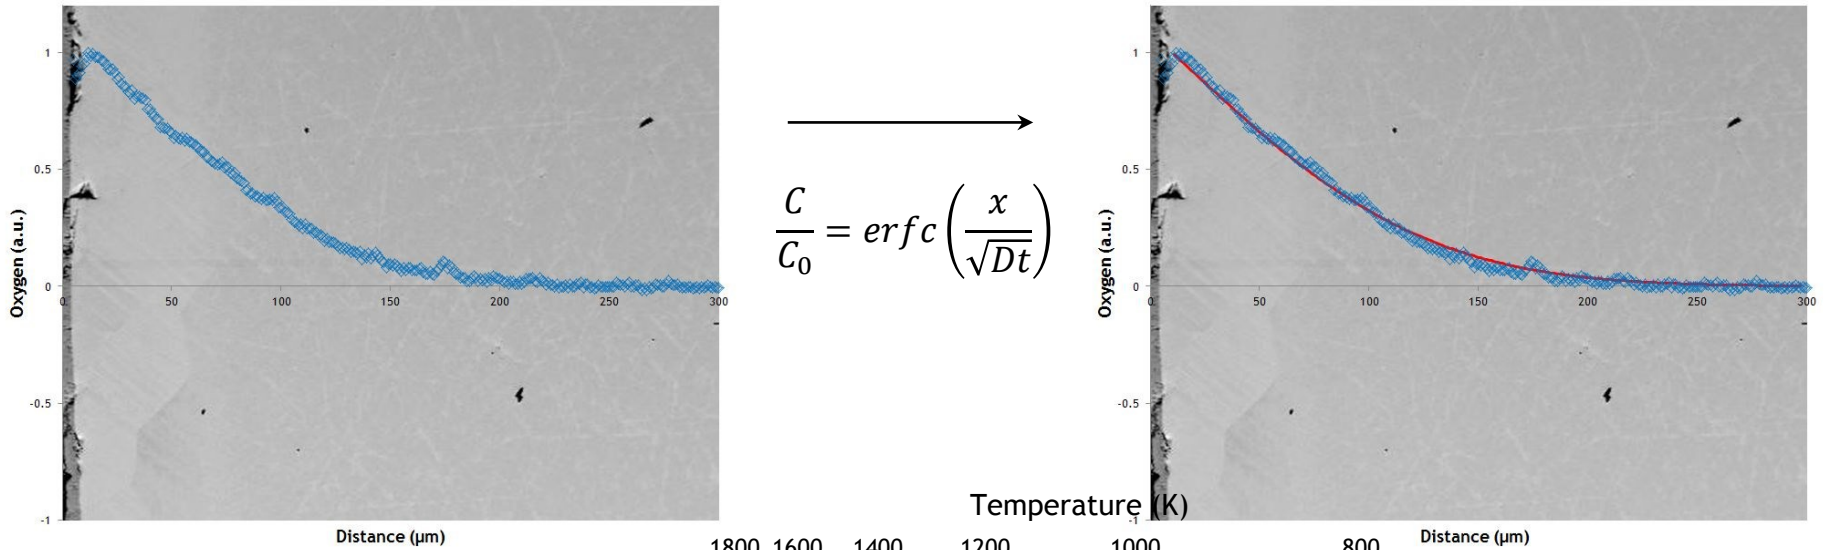 1
0.5
0
-0.5
-1
0 50 100 150 200 250 300
Oxygen (a.u.)
Distance (µm)
C/C₀ = erfc(x/√Dt)
1
0.5
0
-0.5
-1
0 50 100 150 200 250 300
Oxygen (a.u.)
Distance (µm)
Temperature (K)
1800 1600 1400 1200 1000 800